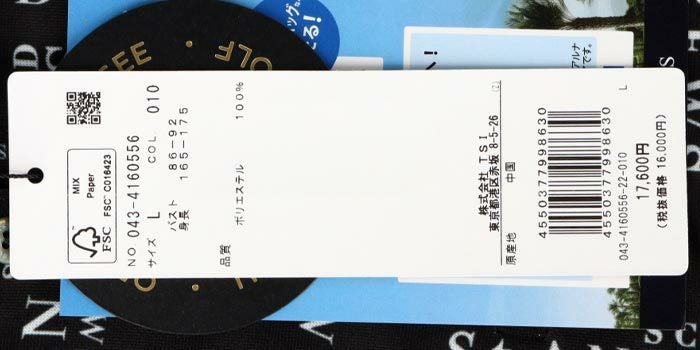 MIX
Paper
FSC
FSC™ C016423
NO 043-4160556
サイズ L COL 010
バスト 86-92
身長 165-175
品質 ポリエステル 100%
(2)
株式会社 TSI
東京都港区赤坂 8-5-26
原産地 中国
4550377998630
4550377998630
043-4160556-22-010 L
17,600円
(税抜価格 16,000円)